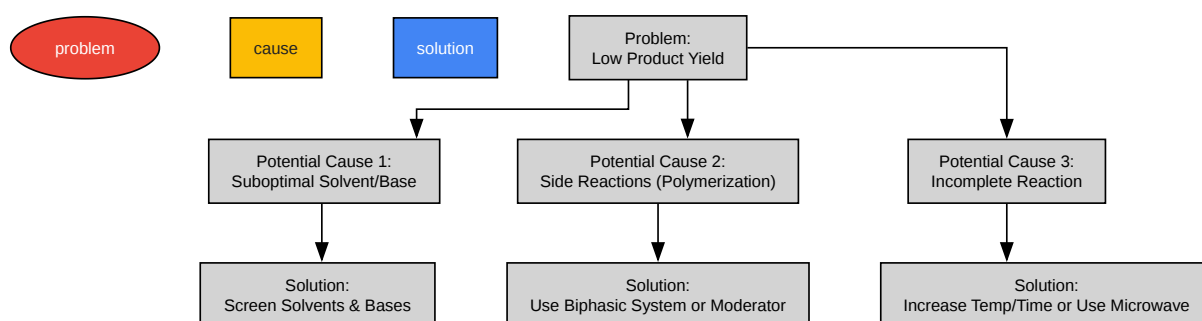 problem
cause
solution
Problem:
Low Product Yield
Potential Cause 1:
Suboptimal Solvent/Base
Potential Cause 2:
Side Reactions (Polymerization)
Potential Cause 3:
Incomplete Reaction
Solution:
Screen Solvents & Bases
Solution:
Use Biphasic System or Moderator
Solution:
Increase Temp/Time or Use Microwave